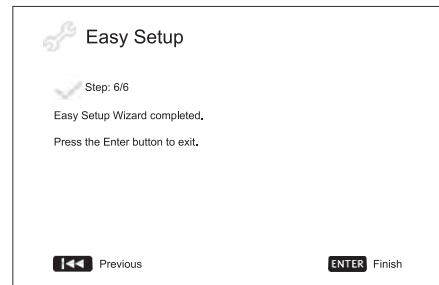 Easy Setup
Step: 6/6
Easy Setup Wizard completed.
Press the Enter button to exit.
Previous
ENTER Finish